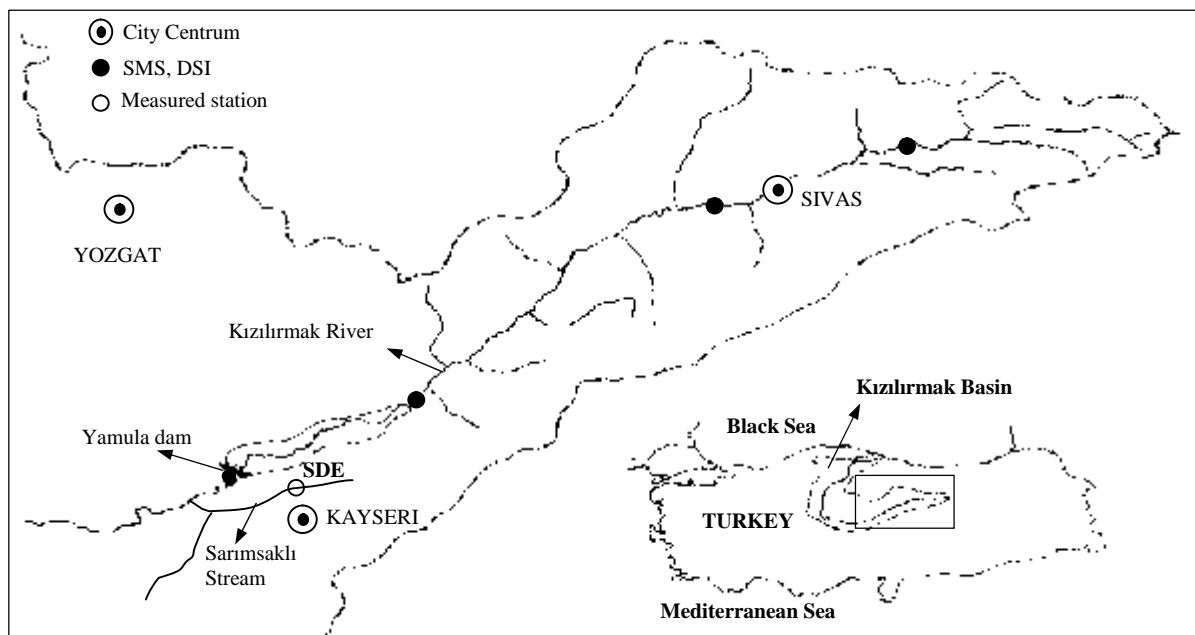 City Centrum
SMS, DSI
Measured station
SIVAS
YOZGAT
Kızılırmak River
Kızılırmak Basin
Black Sea
Yamula dam
SDE
KAYSERI
TURKEY
Sarımsaklı
Stream
Mediterranean Sea